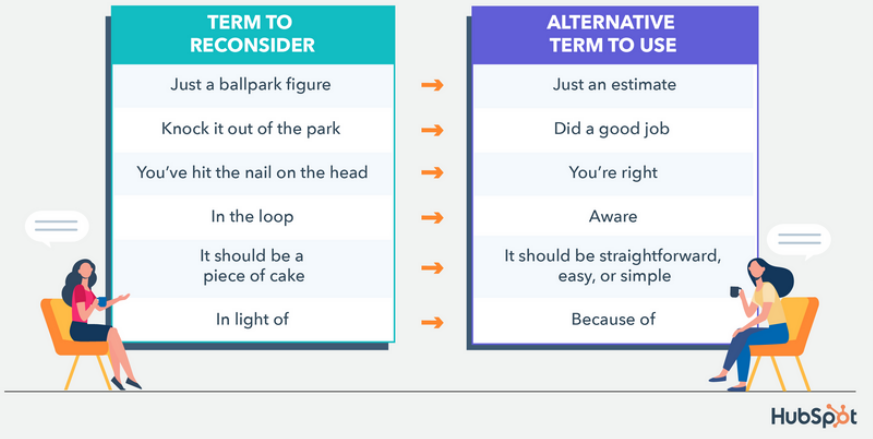 TERM TO
RECONSIDER
ALTERNATIVE
TERM TO USE
Just a ballpark figure
Just an estimate
Knock it out of the park
Did a good job
You’ve hit the nail on the head
You’re right
In the loop
Aware
It should be a
piece of cake
It should be straightforward,
easy, or simple
In light of
Because of
HubSpot